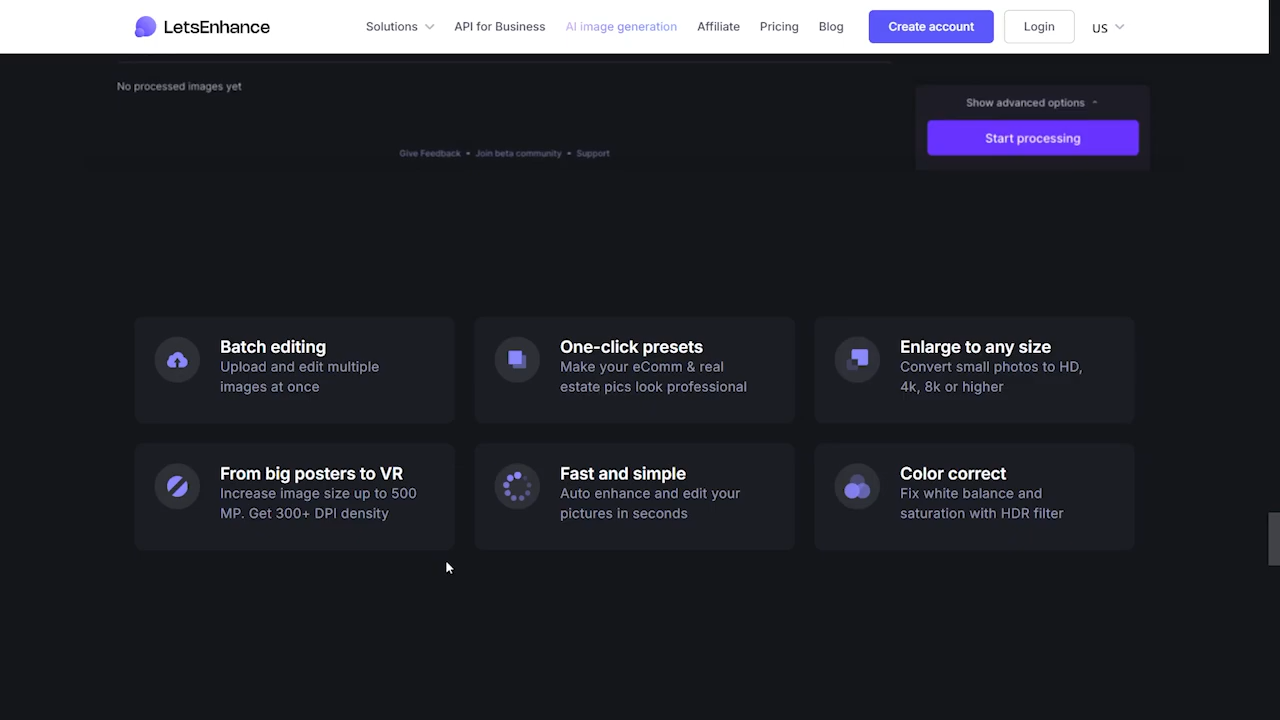 LetsEnhance
Solutions
API for Business
AI image generation
Affiliate
Pricing
Blog
Create account
Login
US
No processed images yet
Show advanced options
Start processing
Give Feedback • Join beta community • Support
Batch editing
Upload and edit multiple
images at once
One-click presets
Make your eComm & real
estate pics look professional
Enlarge to any size
Convert small photos to HD,
4k, 8k or higher
From big posters to VR
Increase image size up to 500
MP. Get 300+ DPI density
Fast and simple
Auto enhance and edit your
pictures in seconds
Color correct
Fix white balance and
saturation with HDR filter